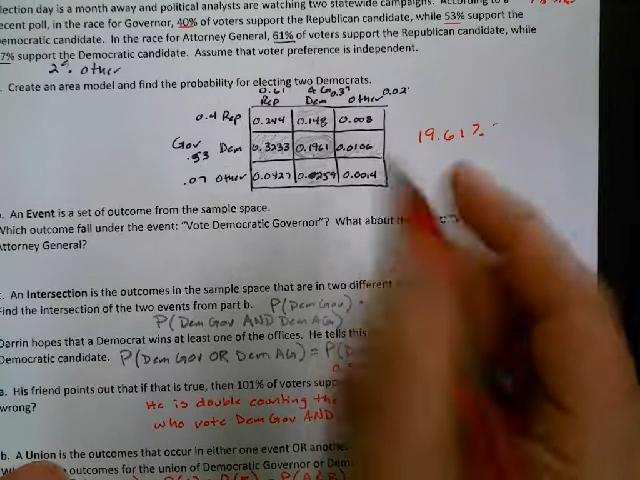 lection day is a month away and political analysts are watching two statewide campaigns.
ecent poll, in the race for Governor, 40% of voters support the Republican candidate, while 53% support the
emocratic candidate. In the race for Attorney General, 61% of voters support the Republican candidate, while
7% support the Democratic candidate. Assume that voter preference is independent.
2% other
Create an area model and find the probability for electing two Democrats.
0.61 AG 0.37 0.02
Rep Dem Other
0.4 Rep 0.244 0.148 0.008
19.61%
Gov .53 Dem 0.3233 0.1961 0.0106
.07 Other 0.0427 0.0259 0.0014
. An Event is a set of outcome from the sample space.
Which outcome fall under the event: "Vote Democratic Governor"? What about the
Attorney General?
. An Intersection is the outcomes in the sample space that are in two different
Find the intersection of the two events from part b. P(Dem Gov)
P(Dem Gov AND Dem AG)
Darrin hopes that a Democrat wins at least one of the offices. He tells this
Democratic candidate. P(Dem Gov OR Dem AG) = P(D
a. His friend points out that if that is true, then 101% of voters supp
wrong? He is double counting the
who vote Dem Gov AND
b. A Union is the outcomes that occur in either one event OR anothe
outcomes for the union of Democratic Governor or Dem